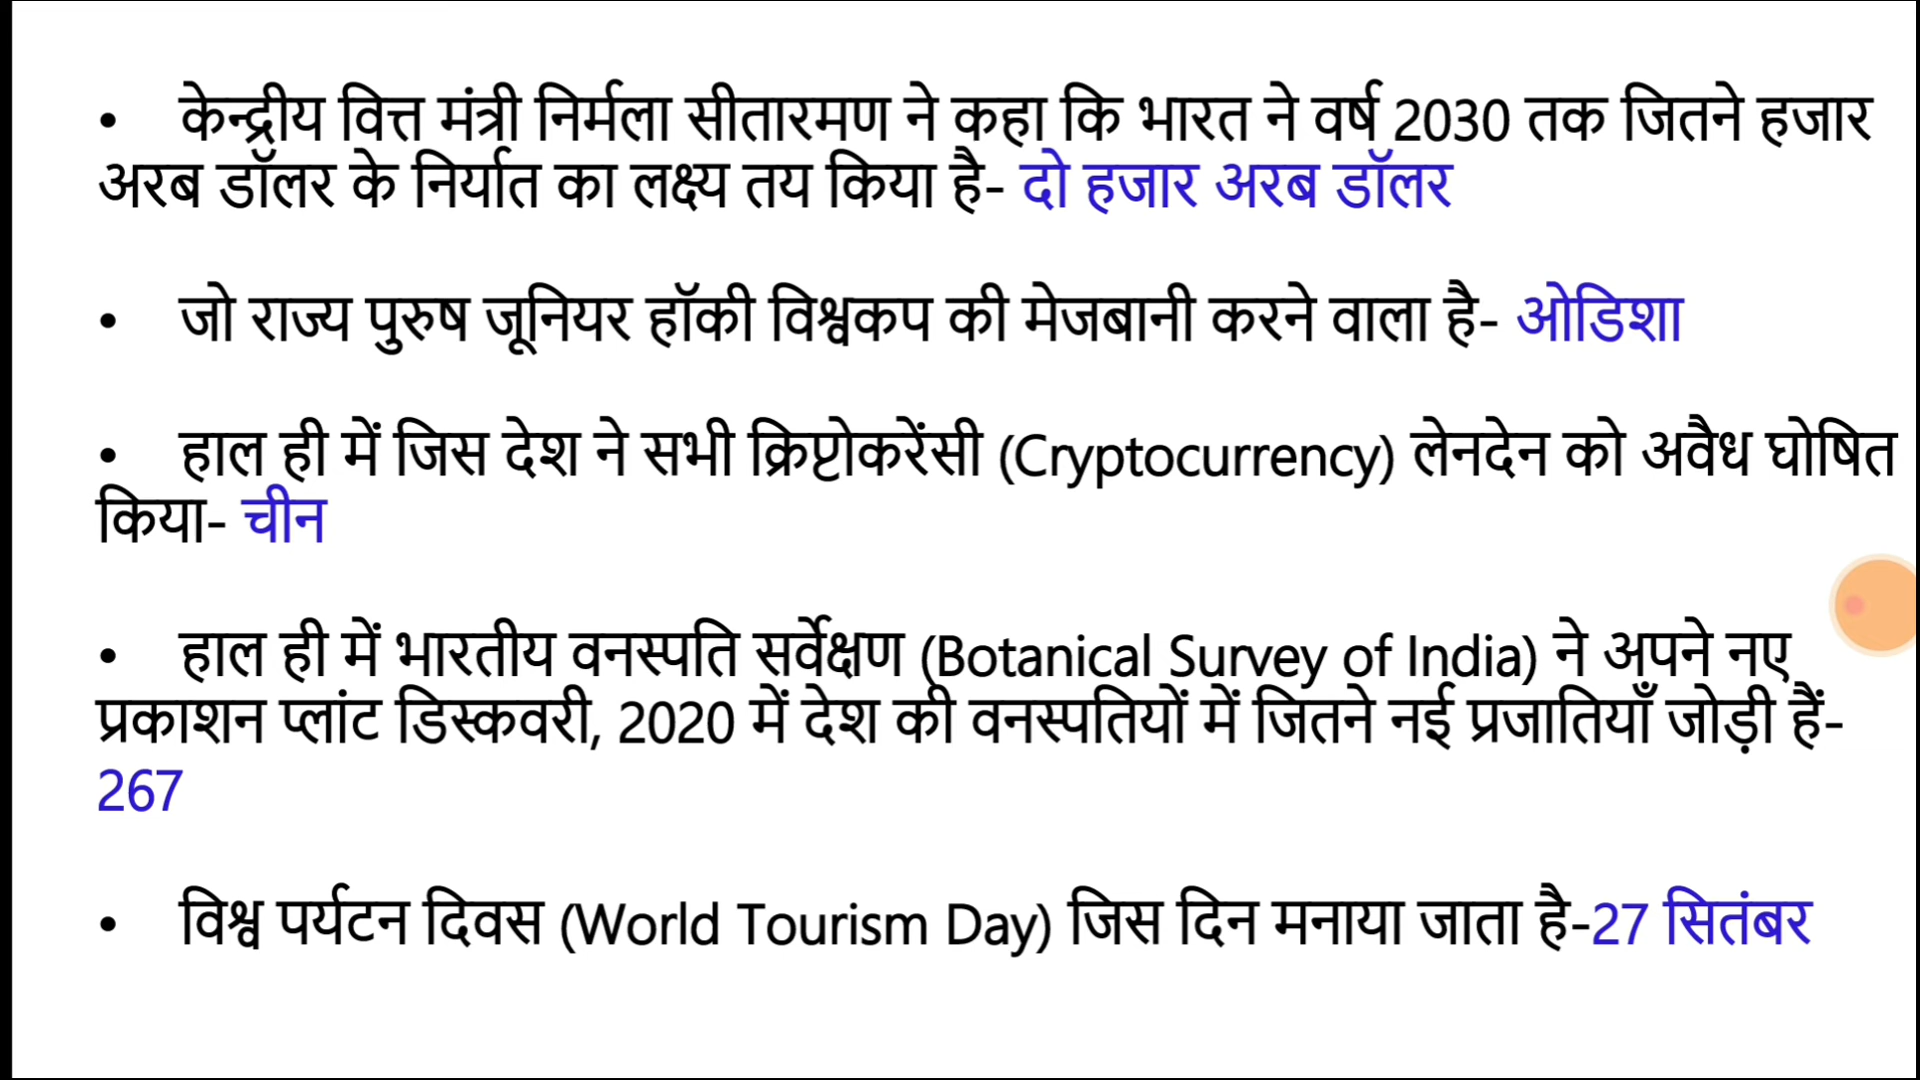 • केन्द्रीय वित्त मंत्री निर्मला सीतारमण ने कहा कि भारत ने वर्ष 2030 तक जितने हजार
अरब डॉलर के निर्यात का लक्ष्य तय किया है- दो हजार अरब डॉलर
• जो राज्य पुरुष जूनियर हॉकी विश्वकप की मेजबानी करने वाला है- ओडिशा
• हाल ही में जिस देश ने सभी क्रिप्टोकरेंसी (Cryptocurrency) लेनदेन को अवैध घोषित
किया- चीन
• हाल ही में भारतीय वनस्पति सर्वेक्षण (Botanical Survey of India) ने अपने नए
प्रकाशन प्लांट डिस्कवरी, 2020 में देश की वनस्पतियों में जितने नई प्रजातियाँ जोड़ी हैं-
267
• विश्व पर्यटन दिवस (World Tourism Day) जिस दिन मनाया जाता है-27 सितंबर